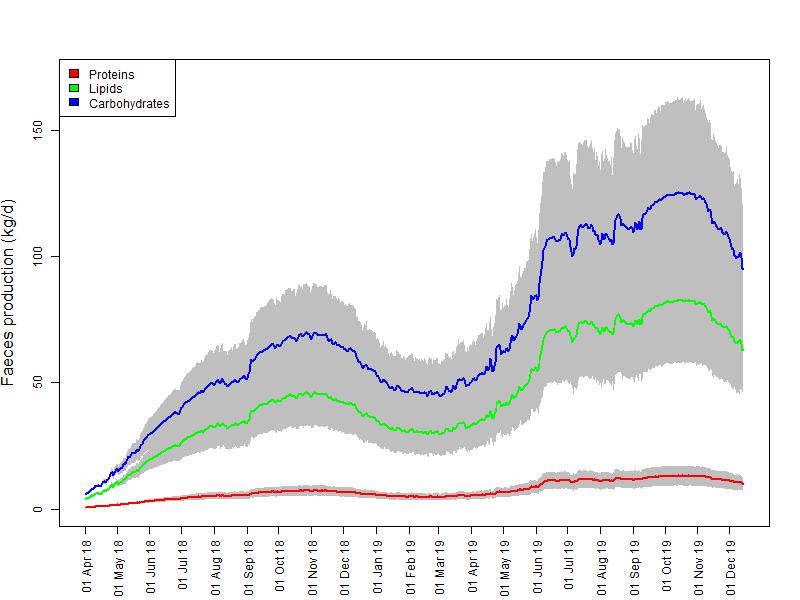 Proteins
Lipids
Carbohydrates
Faeces production (kg/d)
150
100
50
0
01 Apr 18
01 May 18
01 Jun 18
01 Jul 18
01 Aug 18
01 Sep 18
01 Oct 18
01 Nov 18
01 Dec 18
01 Jan 19
01 Feb 19
01 Mar 19
01 Apr 19
01 May 19
01 Jun 19
01 Jul 19
01 Aug 19
01 Sep 19
01 Oct 19
01 Nov 19
01 Dec 19